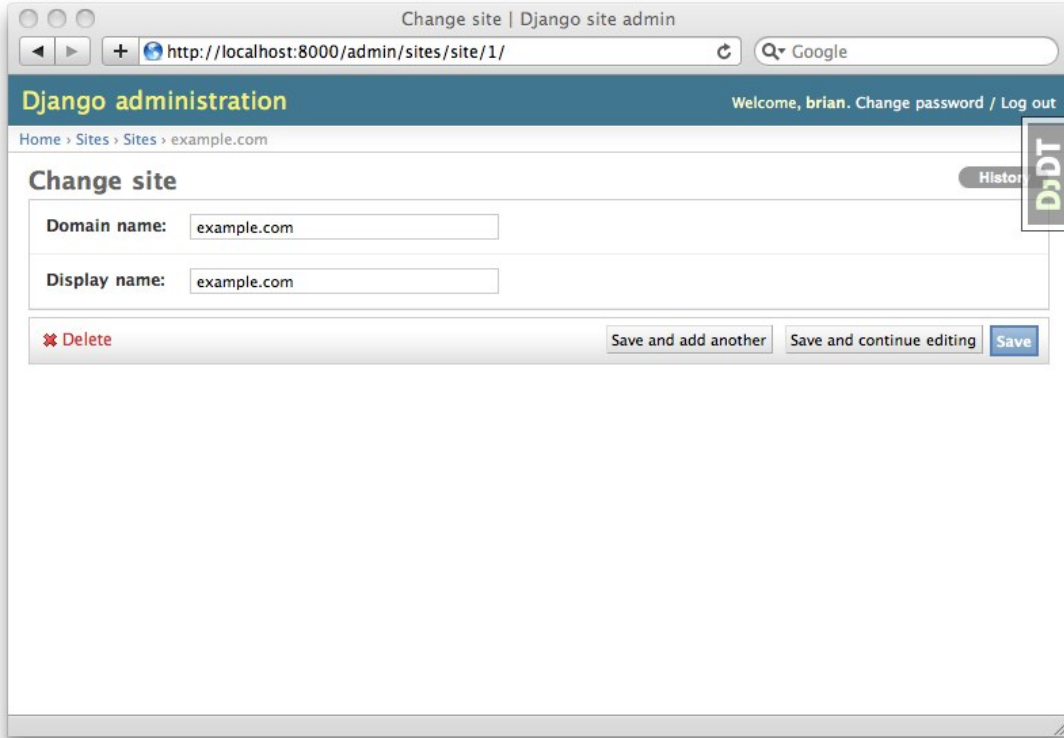 Change site | Django site admin
http://localhost:8000/admin/sites/site/1/
Google
Django administration
Welcome, brian. Change password / Log out
Home › Sites › Sites › example.com
DjDT
Change site
History
Domain name: example.com
Display name: example.com
Delete
Save and add another
Save and continue editing
Save